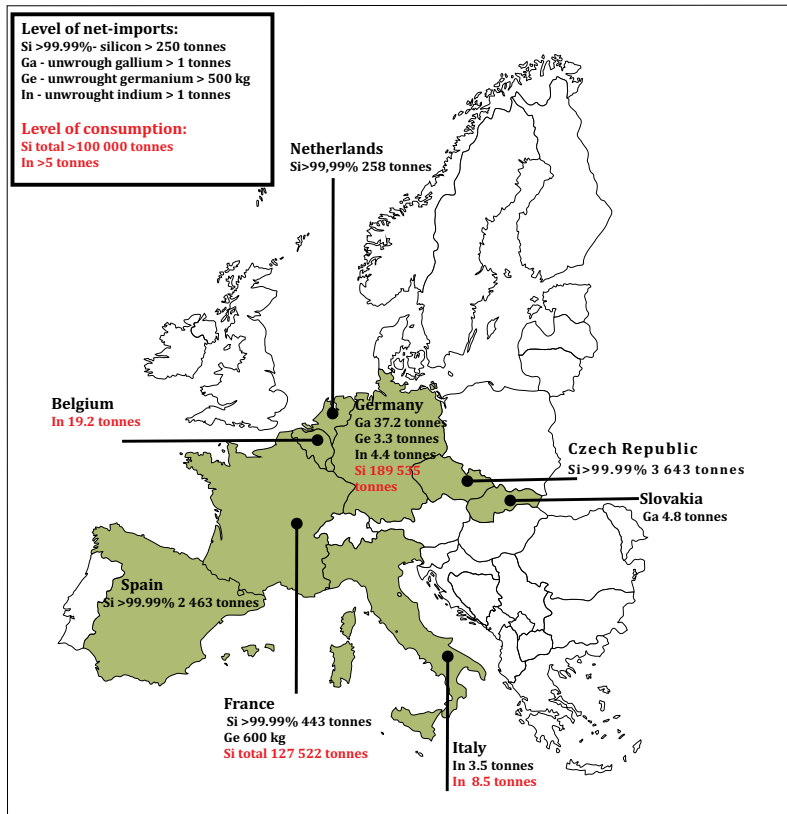 Level of net-imports:
Si >99.99%- silicon > 250 tonnes
Ga - unwrough gallium > 1 tonnes
Ge - unwrought germanium > 500 kg
In - unwrought indium > 1 tonnes
Level of consumption:
Si total >100 000 tonnes
In >5 tonnes
Netherlands
Si>99,99% 258 tonnes
Belgium
In 19.2 tonnes
Germany
Ga 37.2 tonnes
Ge 3.3 tonnes
In 4.4 tonnes
Si 189 535
tonnes
Czech Republic
Si>99.99% 3 643 tonnes
Slovakia
Ga 4.8 tonnes
Spain
Si >99.99% 2 463 tonnes
France
Si >99.99% 443 tonnes
Ge 600 kg
Si total 127 522 tonnes
Italy
In 3.5 tonnes
In 8.5 tonnes